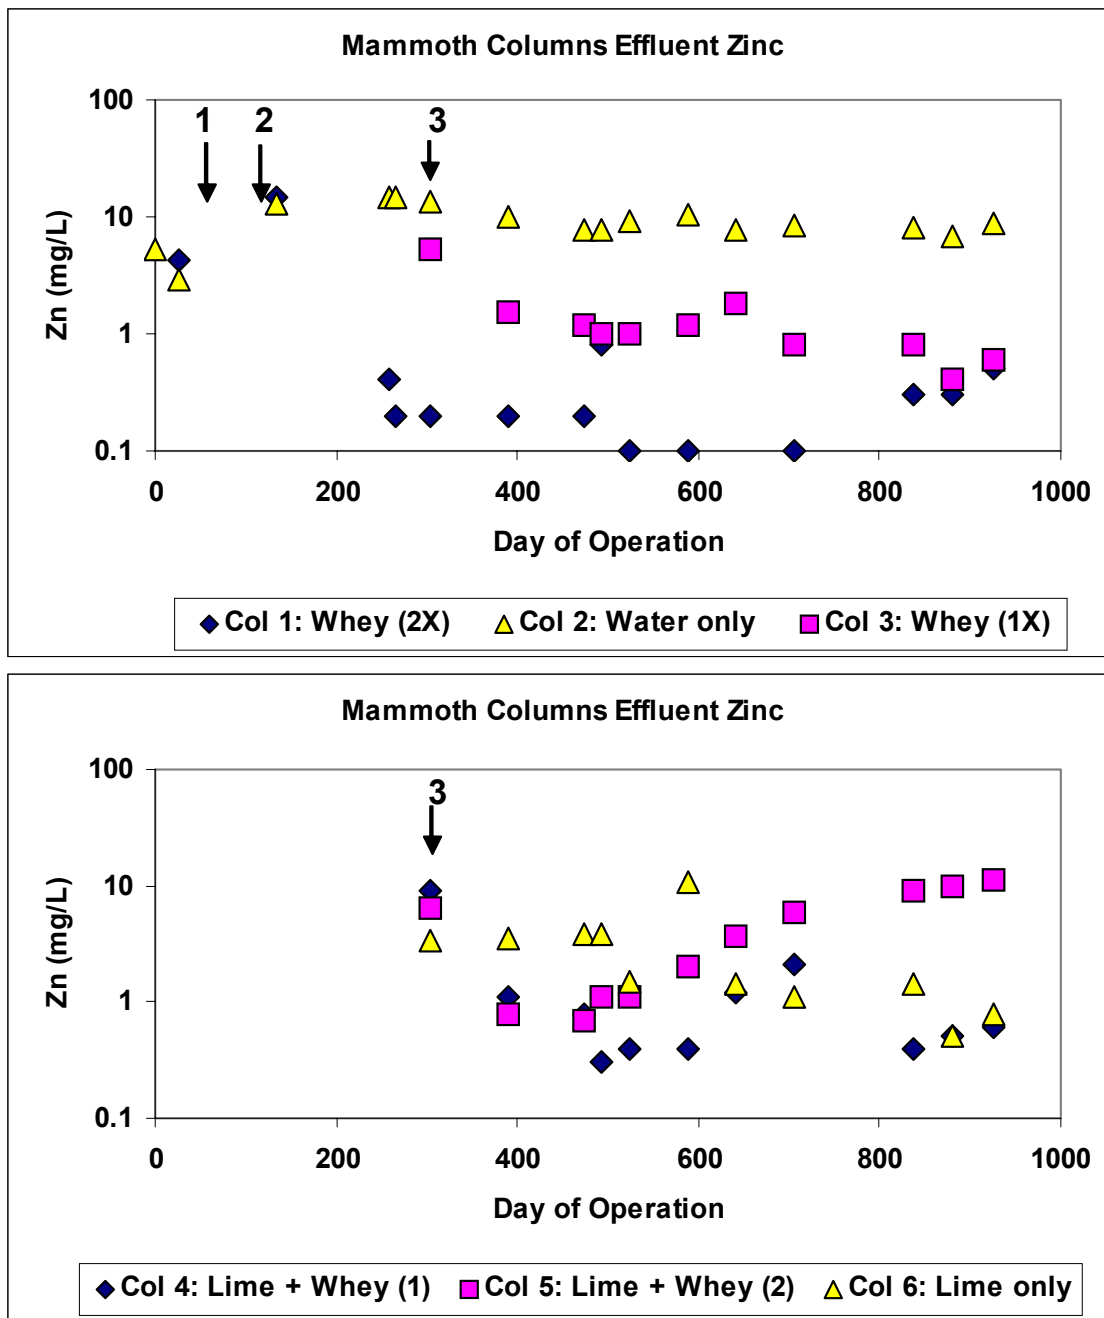 Mammoth Columns Effluent Zinc
1 2 3
100
10
1
0.1
Zn (mg/L)
0 200 400 600 800 1000
Day of Operation
Col 1: Whey (2X) Col 2: Water only Col 3: Whey (1X)
Mammoth Columns Effluent Zinc
3
100
10
1
0.1
Zn (mg/L)
0 200 400 600 800 1000
Day of Operation
Col 4: Lime + Whey (1) Col 5: Lime + Whey (2) Col 6: Lime only